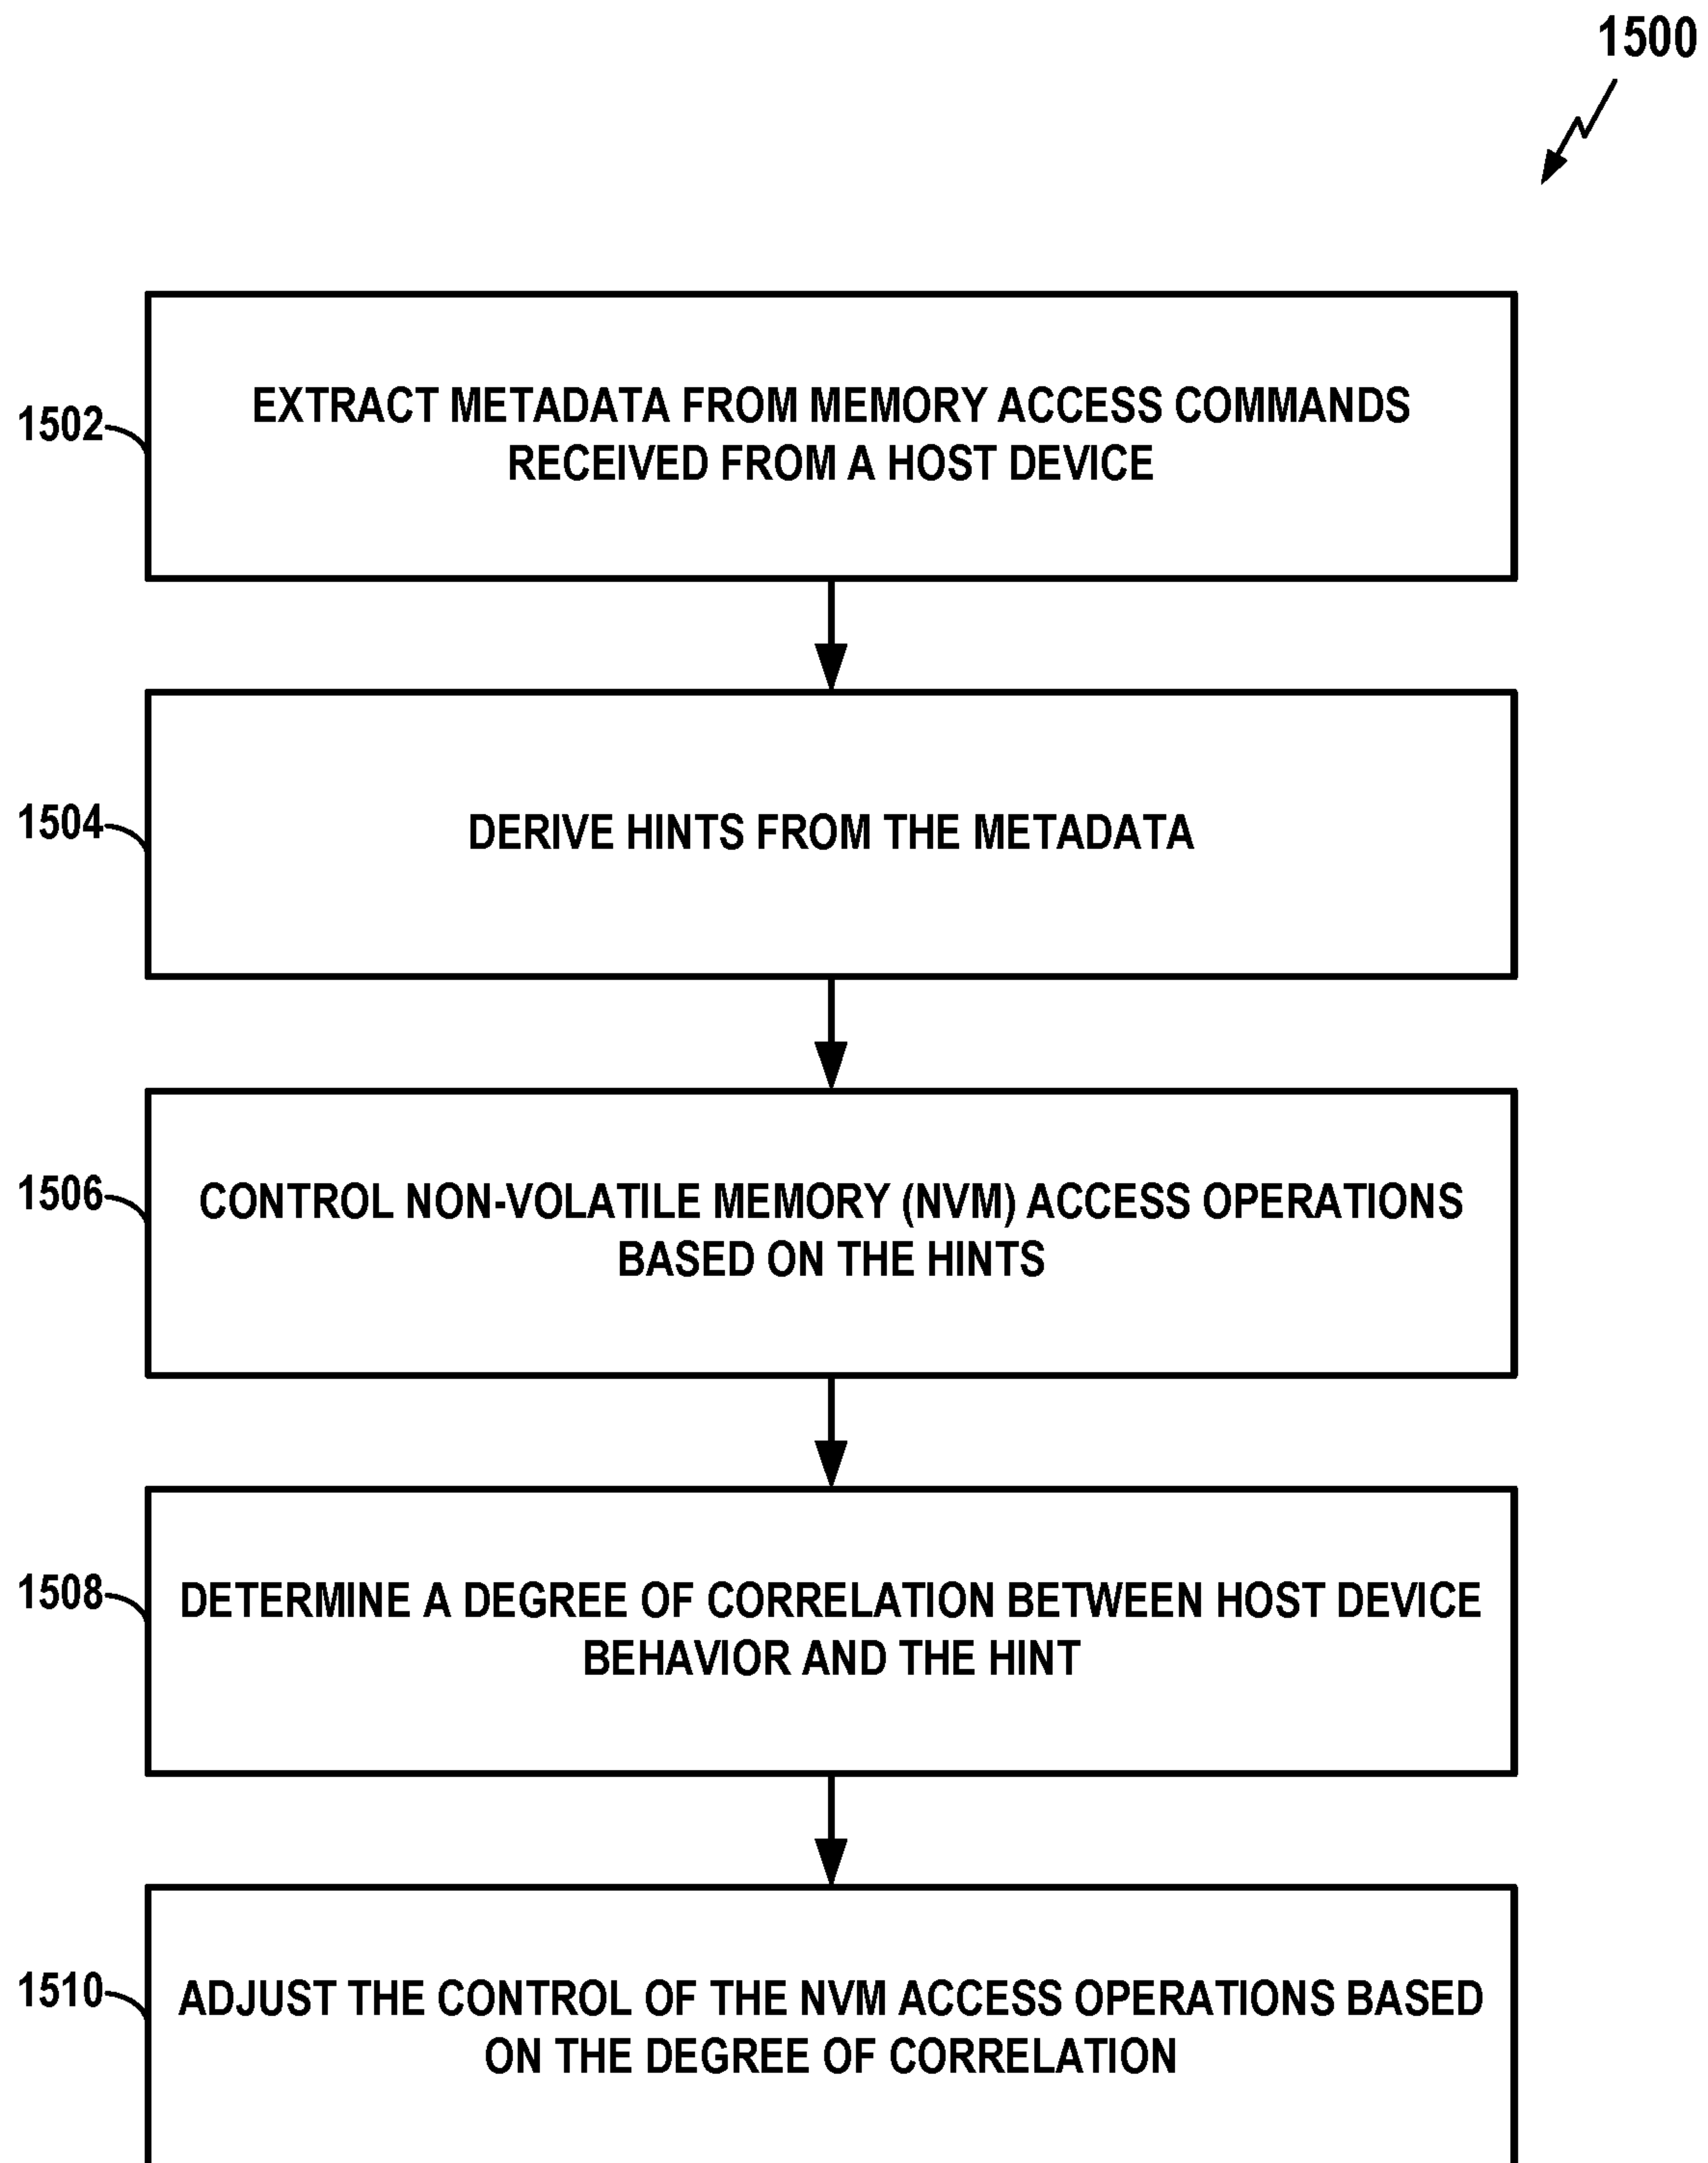 1500
1502
EXTRACT METADATA FROM MEMORY ACCESS COMMANDS
RECEIVED FROM A HOST DEVICE
1504
DERIVE HINTS FROM THE METADATA
1506
CONTROL NON-VOLATILE MEMORY (NVM) ACCESS OPERATIONS
BASED ON THE HINTS
1508
DETERMINE A DEGREE OF CORRELATION BETWEEN HOST DEVICE
BEHAVIOR AND THE HINT
1510
ADJUST THE CONTROL OF THE NVM ACCESS OPERATIONS BASED
ON THE DEGREE OF CORRELATION